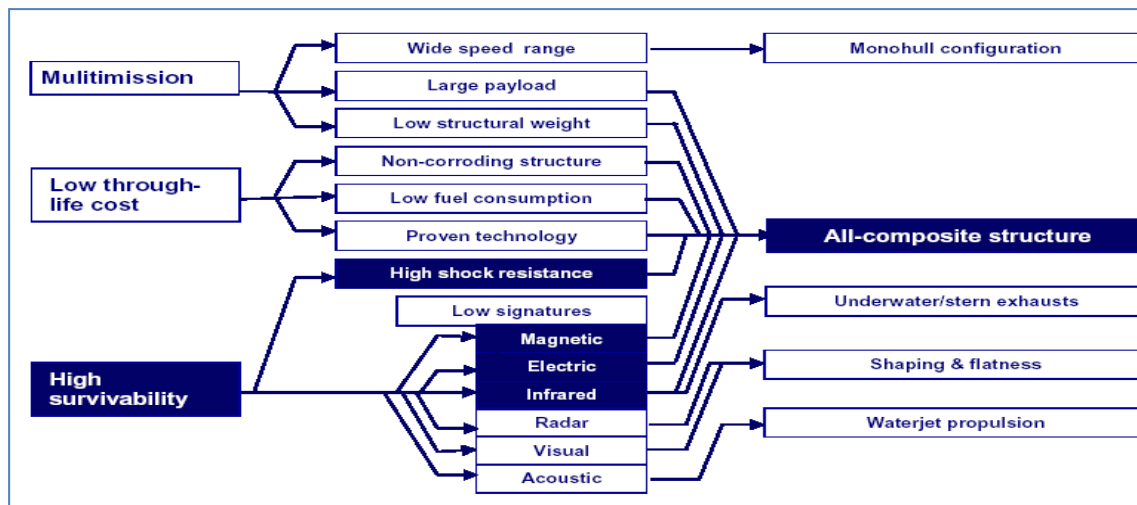 Wide speed range
Monohull configuration
Mulitimission
Large payload
Low structural weight
Non-corroding structure
Low through-
life cost
Low fuel consumption
Proven technology
All-composite structure
High shock resistance
Low signatures
Underwater/stern exhausts
Magnetic
High
survivability
Electric
Shaping & flatness
Infrared
Radar
Waterjet propulsion
Visual
Acoustic